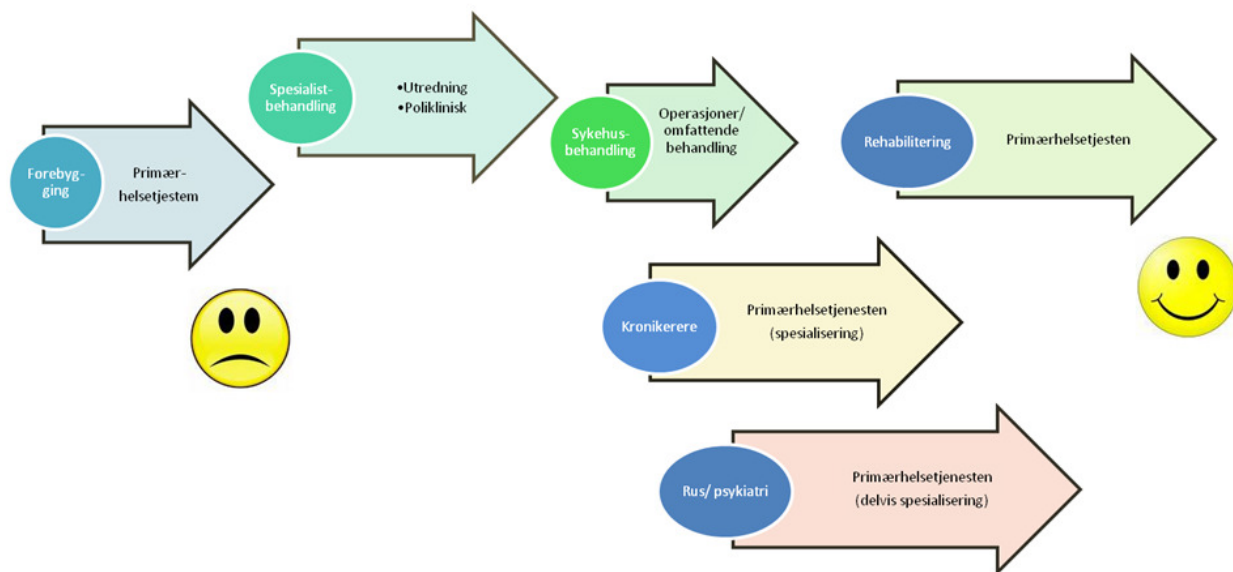 Forebyg-
ging
Primær-
helsetjestem
Spesialist-
behandling
•Utredning
•Poliklinisk
Sykehus-
behandling
Operasjoner/
omfattende
behandling
Rehabilitering
Primærhelsetjesten
Kronikerere
Primærhelsetjenesten
(spesialisering)
Rus/ psykiatri
Primærhelsetjenesten
(delvis spesialisering)